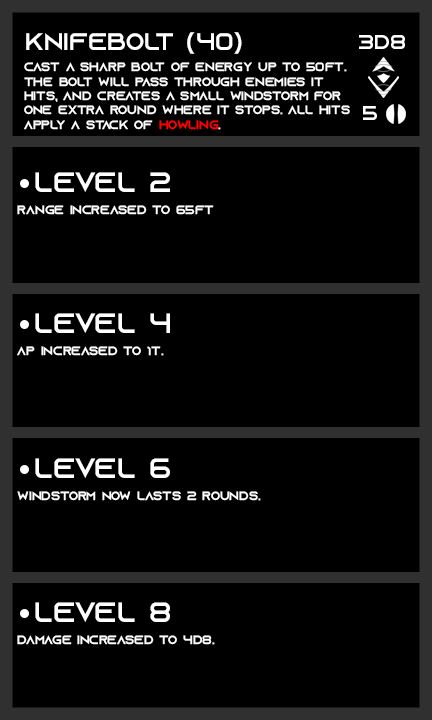 KNIFEBOLT (40)
3D8
CAST A SHARP BOLT OF ENERGY UP TO 50FT.
THE BOLT WILL PASS THROUGH ENEMIES IT
HITS, AND CREATES A SMALL WINDSTORM FOR
ONE EXTRA ROUND WHERE IT STOPS. ALL HITS
APPLY A STACK OF HOWLING.
5
•LEVEL 2
RANGE INCREASED TO 65FT
•LEVEL 4
AP INCREASED TO 1T.
•LEVEL 6
WINDSTORM NOW LASTS 2 ROUNDS.
•LEVEL 8
DAMAGE INCREASED TO 4D8.